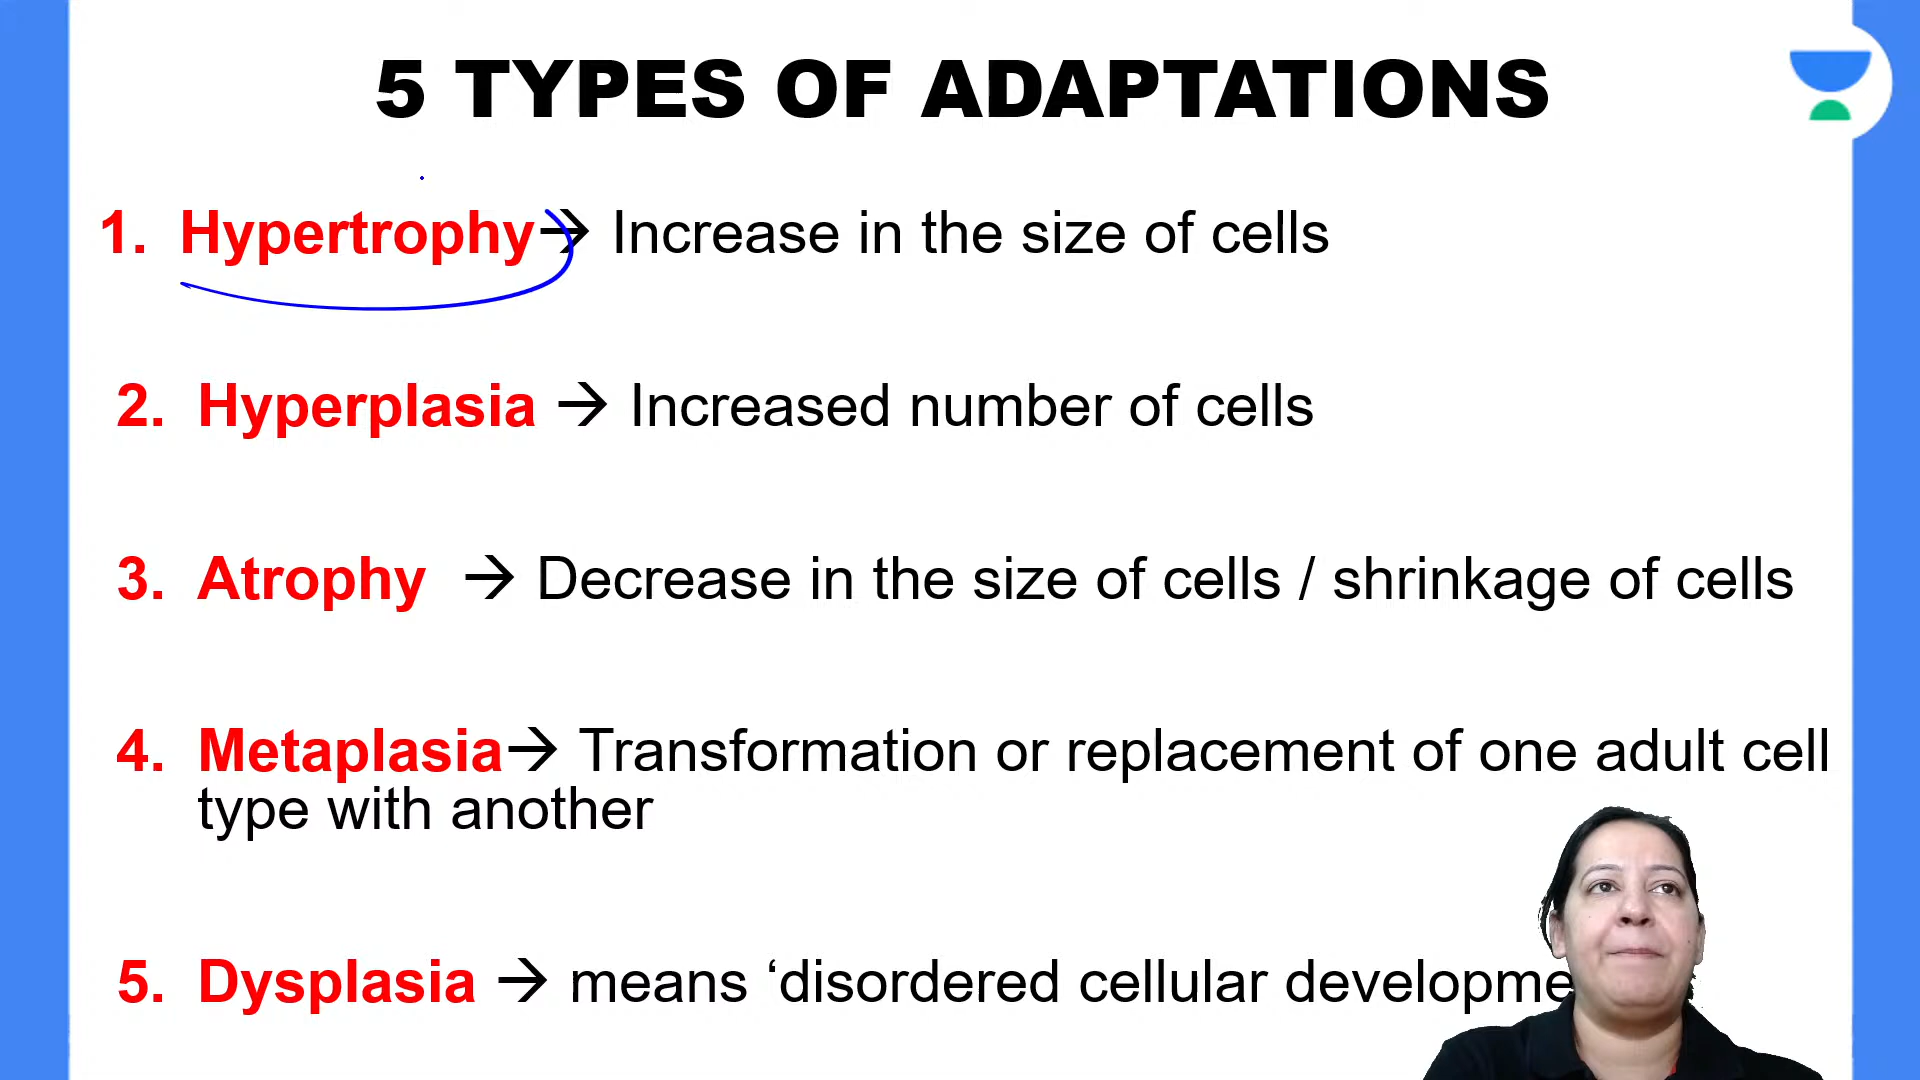 5 TYPES OF ADAPTATIONS
1. Hypertrophy→ Increase in the size of cells
2. Hyperplasia → Increased number of cells
3. Atrophy → Decrease in the size of cells / shrinkage of cells
4. Metaplasia→ Transformation or replacement of one adult cell
type with another
5. Dysplasia → means ‘disordered cellular